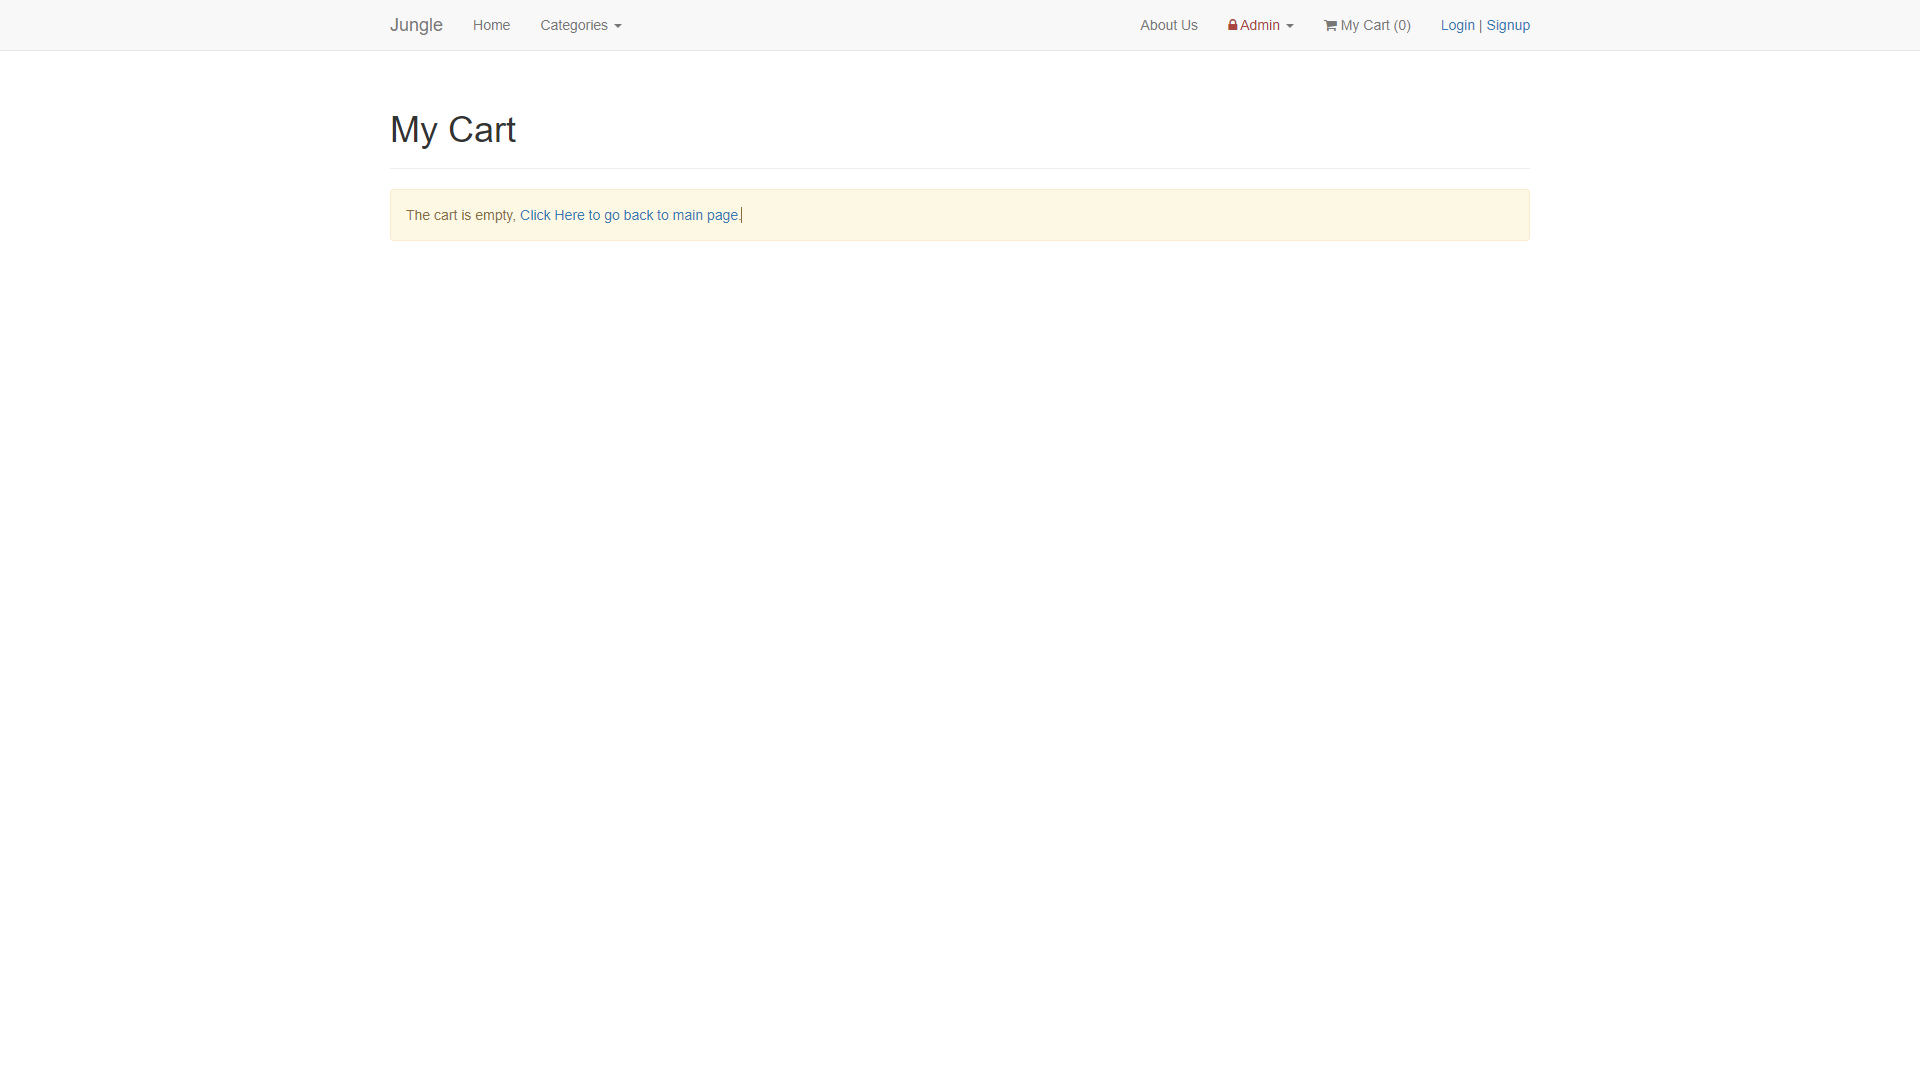 Jungle Home Categories About Us Admin My Cart (0) Login | Signup
My Cart
The cart is empty, Click Here to go back to main page.